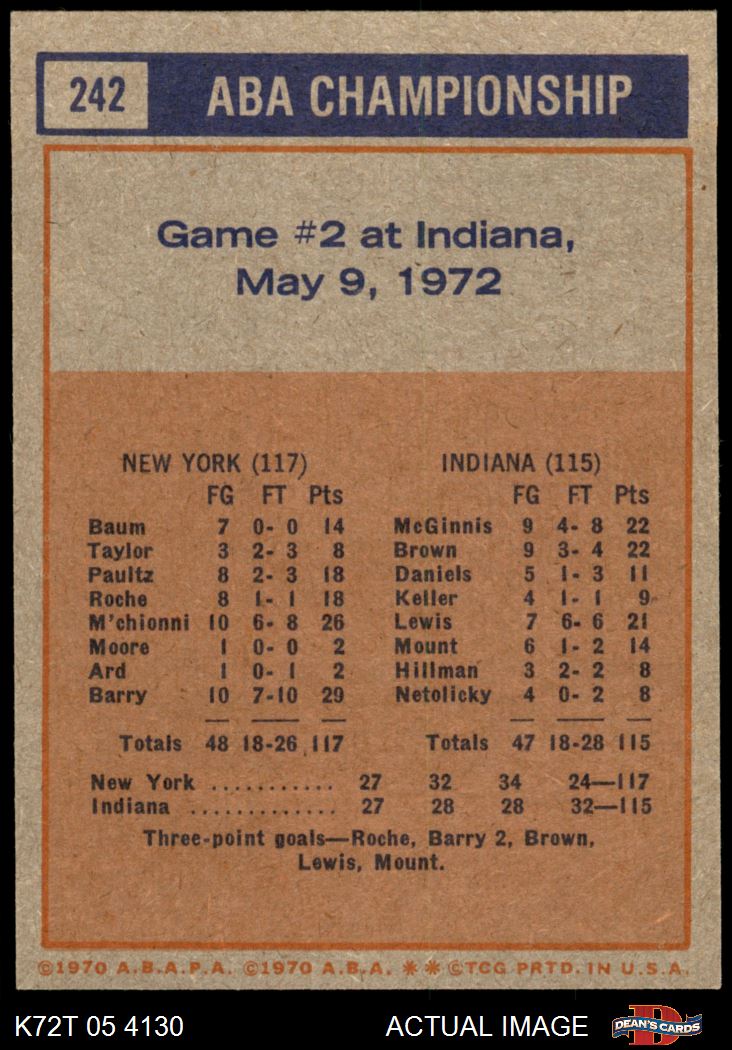 242 ABA CHAMPIONSHIP
Game #2 at Indiana,
May 9, 1972
NEW YORK (117)
FG FT Pts
Baum 7 0- 0 14
Taylor 3 2- 3 8
Paultz 8 2- 3 18
Roche 8 1- 1 18
M'chionni 10 6- 8 26
Moore 1 0- 0 2
Ard 1 0- 1 2
Barry 10 7-10 29
Totals 48 18-26 117
INDIANA (115)
FG FT Pts
McGinnis 9 4- 8 22
Brown 9 3- 4 22
Daniels 5 1- 3 11
Keller 4 1- 1 9
Lewis 7 6- 6 21
Mount 6 1- 2 14
Hillman 3 2- 2 8
Netolicky 4 0- 2 8
Totals 47 18-28 115
New York ........... 27 32 34 24—117
Indiana ............. 27 28 28 32—115
Three-point goals—Roche, Barry 2, Brown,
Lewis, Mount.
©1970 A.B.A.P.A. ©1970 A.B.A. ✱✱ ©TCG PRTD. IN U.S.A.
K72T 05 4130 ACTUAL IMAGE DEAN'S CARDS